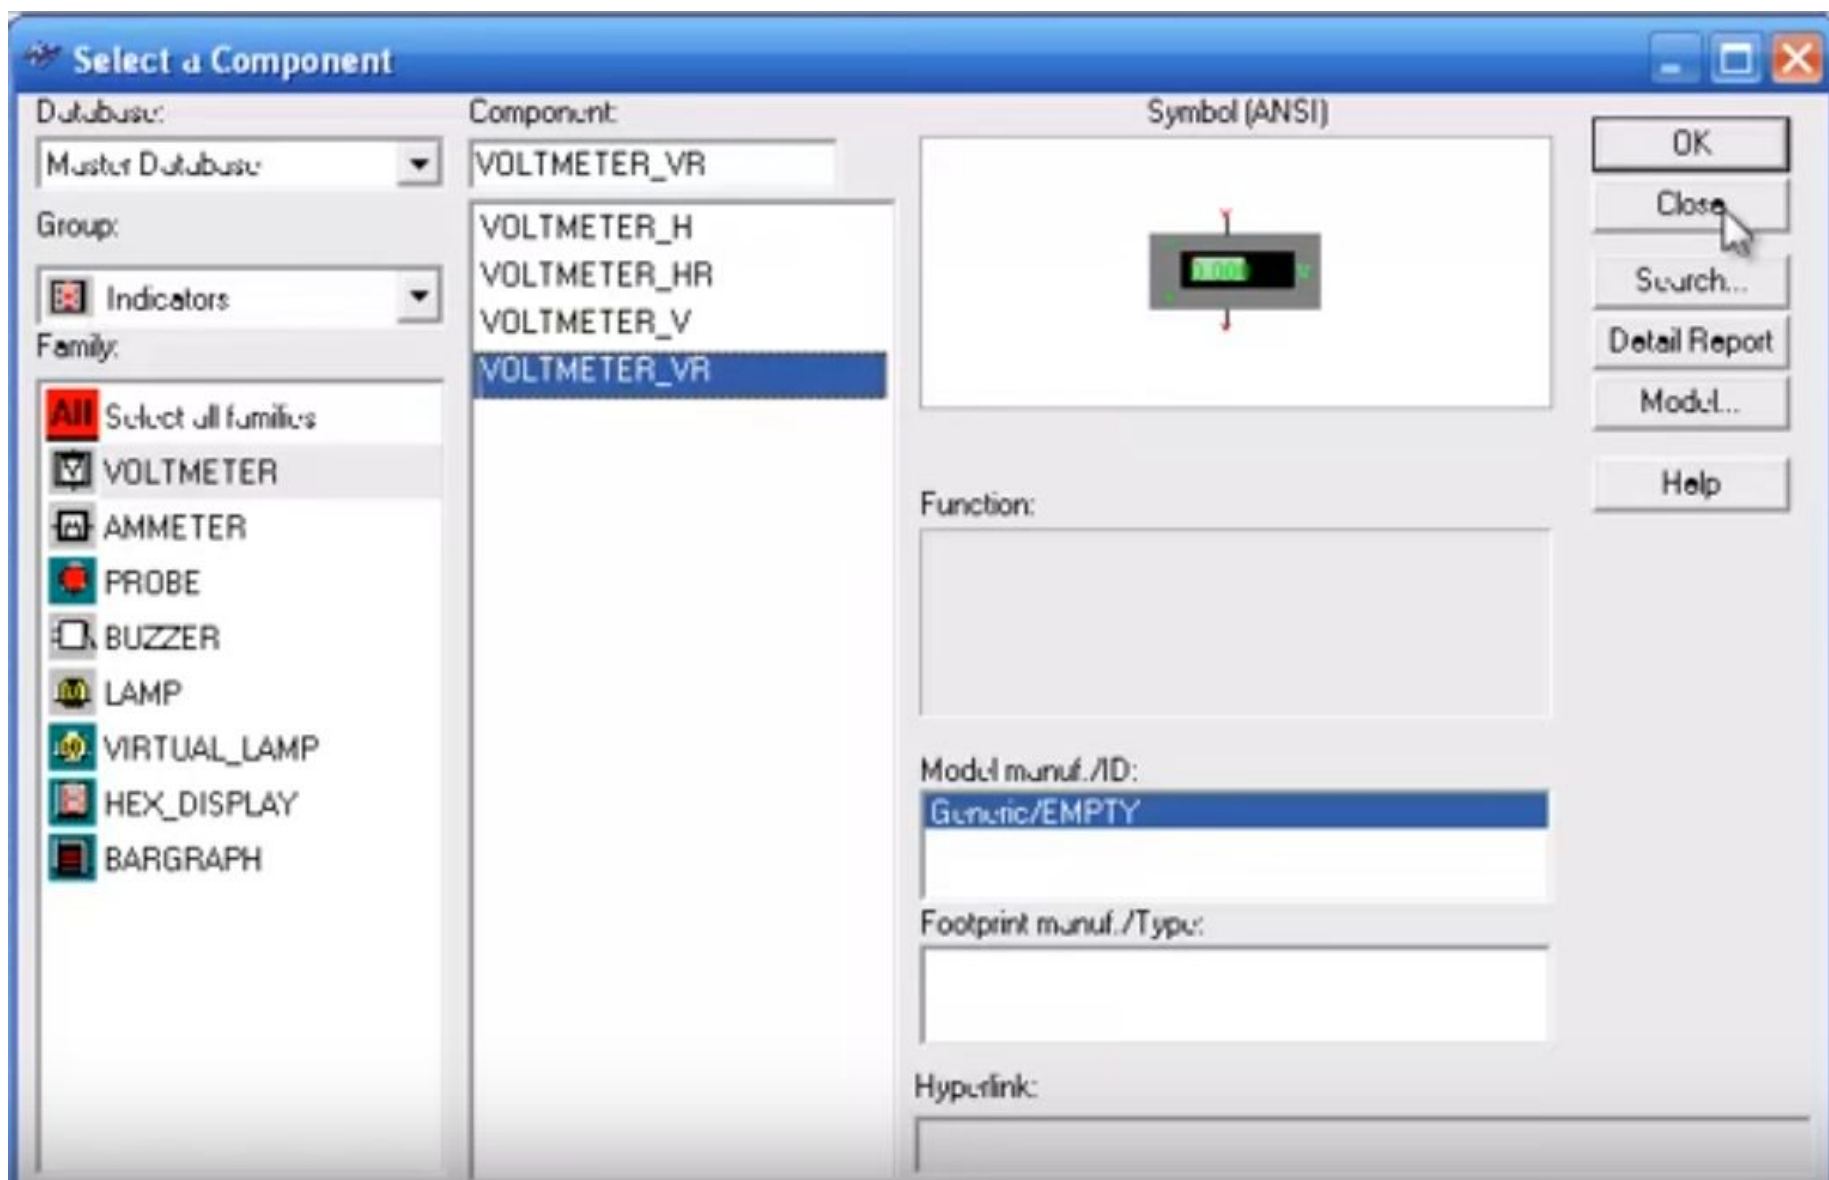 Select a Component
Database:
Master Database
Group:
Indicators
Family:
All Select all families
VOLTMETER
AMMETER
PROBE
BUZZER
LAMP
VIRTUAL_LAMP
HEX_DISPLAY
BARGRAPH
Component:
VOLTMETER_VR
VOLTMETER_H
VOLTMETER_HR
VOLTMETER_V
VOLTMETER_VR
Symbol (ANSI)
0.000 V
Function:
Model manuf./ID:
Generic/EMPTY
Footprint manuf./Type:
Hyperlink:
OK
Close
Search...
Detail Report
Model...
Help